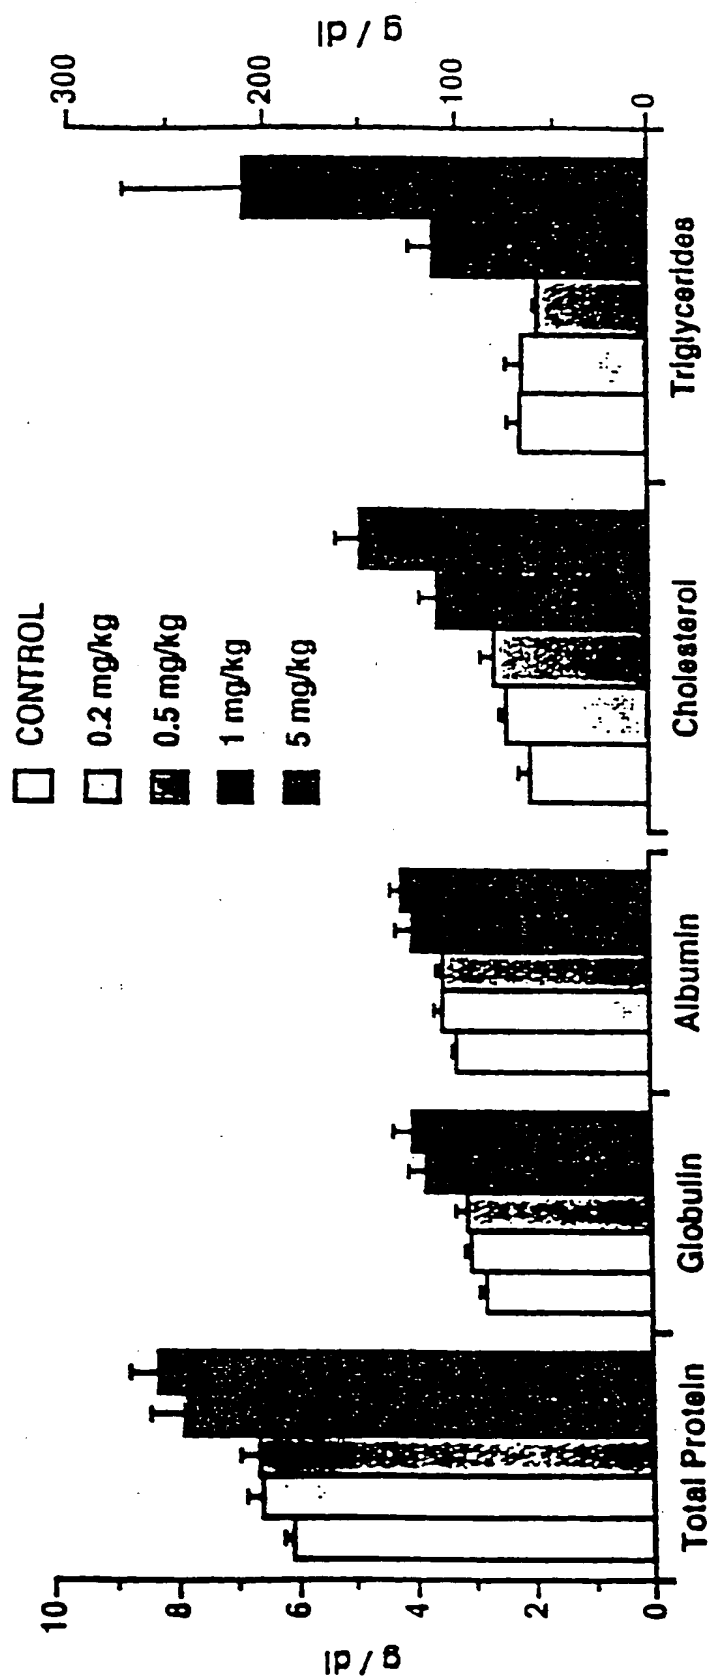 CONTROL
0.2 mg/kg
0.5 mg/kg
1 mg/kg
5 mg/kg
10
8
6
4
2
0
g / dl
300
200
100
0
g / dl
Total Protein
Globulin
Albumin
Cholesterol
Triglycerides